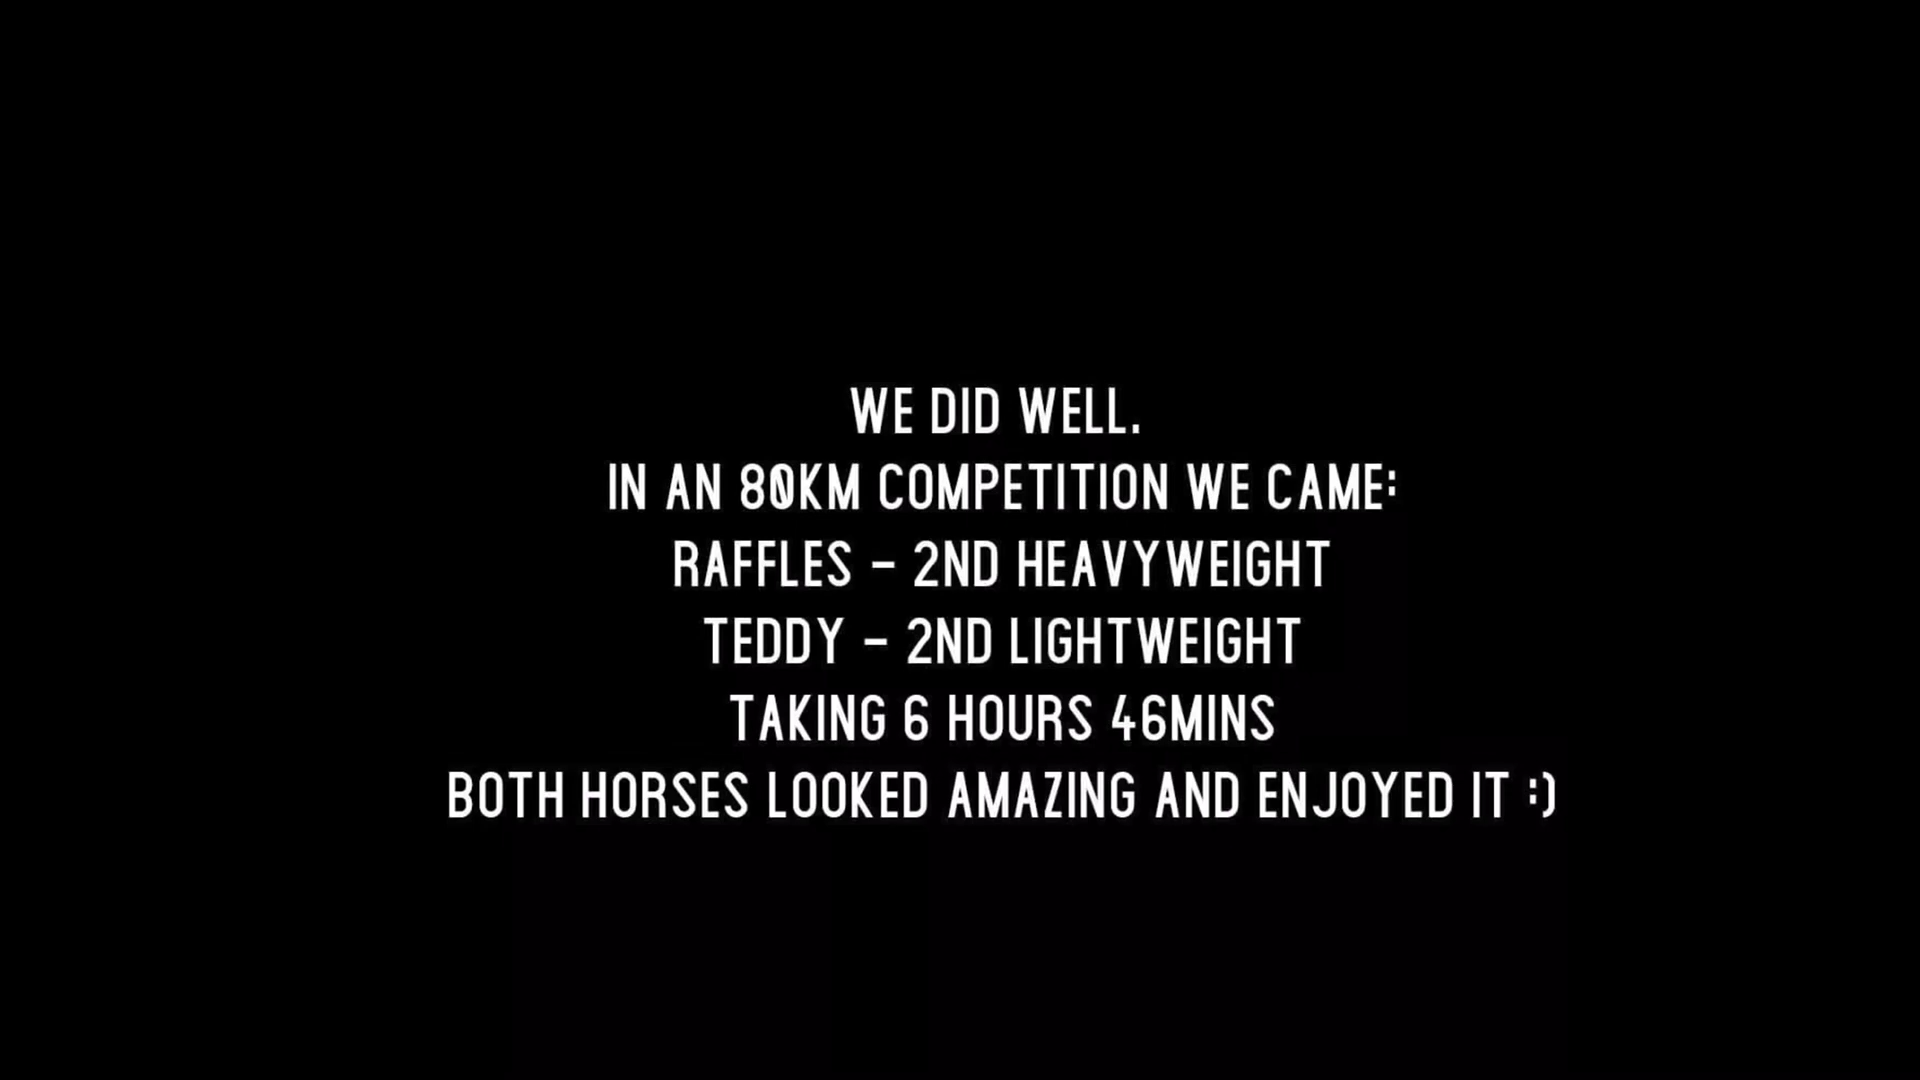 WE DID WELL.
IN AN 80KM COMPETITION WE CAME:
RAFFLES - 2ND HEAVYWEIGHT
TEDDY - 2ND LIGHTWEIGHT
TAKING 6 HOURS 46MINS
BOTH HORSES LOOKED AMAZING AND ENJOYED IT :)